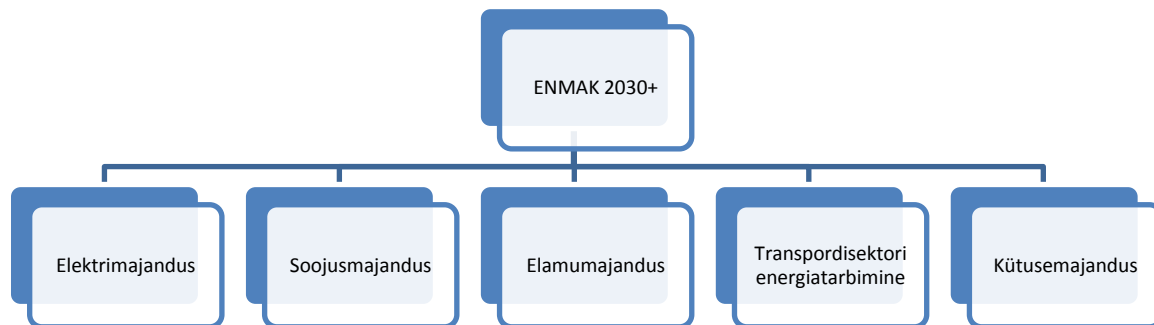 ENMAK 2030+
Elektrimajandus
Soojusmajandus
Elamumajandus
Transpordisektori
energiatarbimine
Kütusemajandus